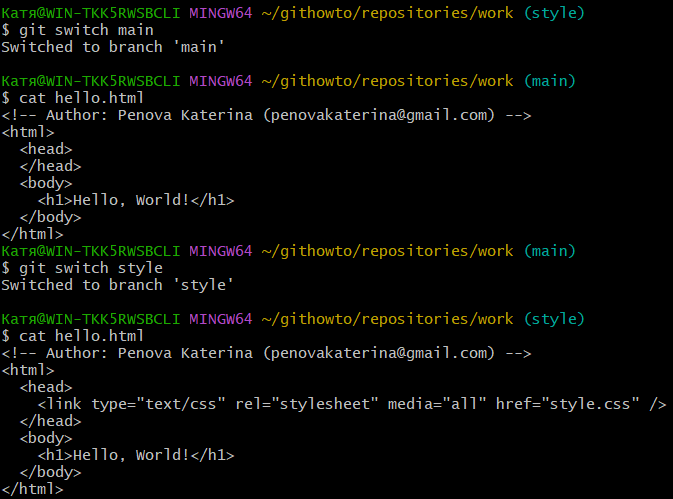 Катя@WIN-TKK5RWSBCLI MINGW64 ~/githowto/repositories/work (style)
$ git switch main
Switched to branch 'main'

Катя@WIN-TKK5RWSBCLI MINGW64 ~/githowto/repositories/work (main)
$ cat hello.html
<!-- Author: Penova Katerina (penovakaterina@gmail.com) -->
<html>
  <head>
  </head>
  <body>
    <h1>Hello, World!</h1>
  </body>
</html>
Катя@WIN-TKK5RWSBCLI MINGW64 ~/githowto/repositories/work (main)
$ git switch style
Switched to branch 'style'

Катя@WIN-TKK5RWSBCLI MINGW64 ~/githowto/repositories/work (style)
$ cat hello.html
<!-- Author: Penova Katerina (penovakaterina@gmail.com) -->
<html>
  <head>
    <link type="text/css" rel="stylesheet" media="all" href="style.css" />
  </head>
  <body>
    <h1>Hello, World!</h1>
  </body>
</html>